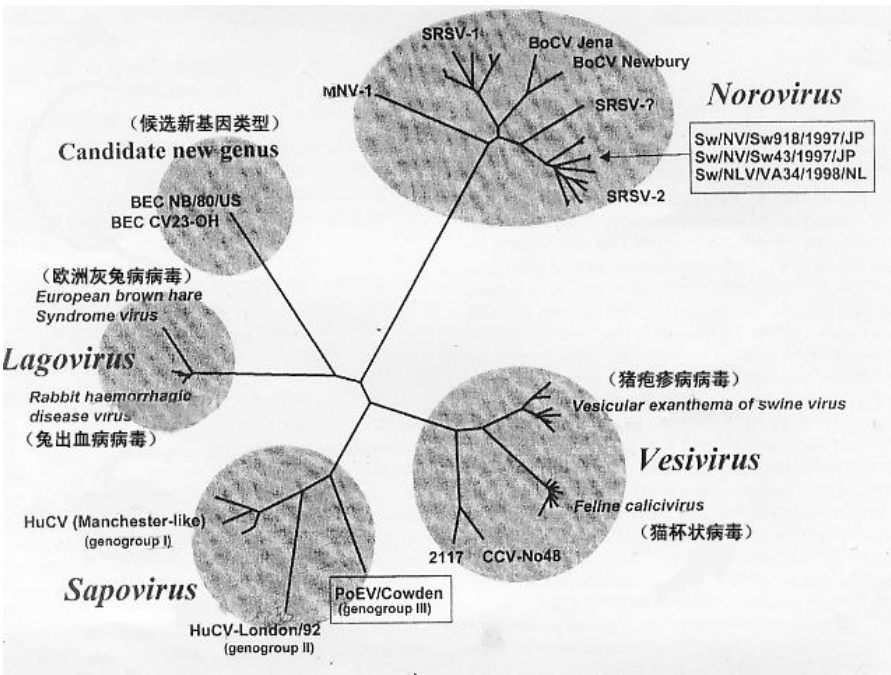 SRSV-1
BoCV Jena
BoCV Newbury
MNV-1
SRSV-?
Norovirus
Sw/NV/Sw918/1997/JP
Sw/NV/Sw43/1997/JP
Sw/NLV/VA34/1998/NL
SRSV-2
(候选新基因类型)
Candidate new genus
BEC NB/80/US
BEC CV23-OH
(欧洲灰兔病病毒)
European brown hare
Syndrome virus
Lagovirus
Rabbit haemorrhagic
disease virus
(兔出血病病毒)
(猪疱疹病病毒)
Vesicular exanthema of swine virus
Vesivirus
Feline calicivirus
(猫杯状病毒)
2117
CCV-No48
HuCV (Manchester-like)
(genogroup I)
Sapovirus
PoEV/Cowden
(genogroup III)
HuCV-London/92
(genogroup II)